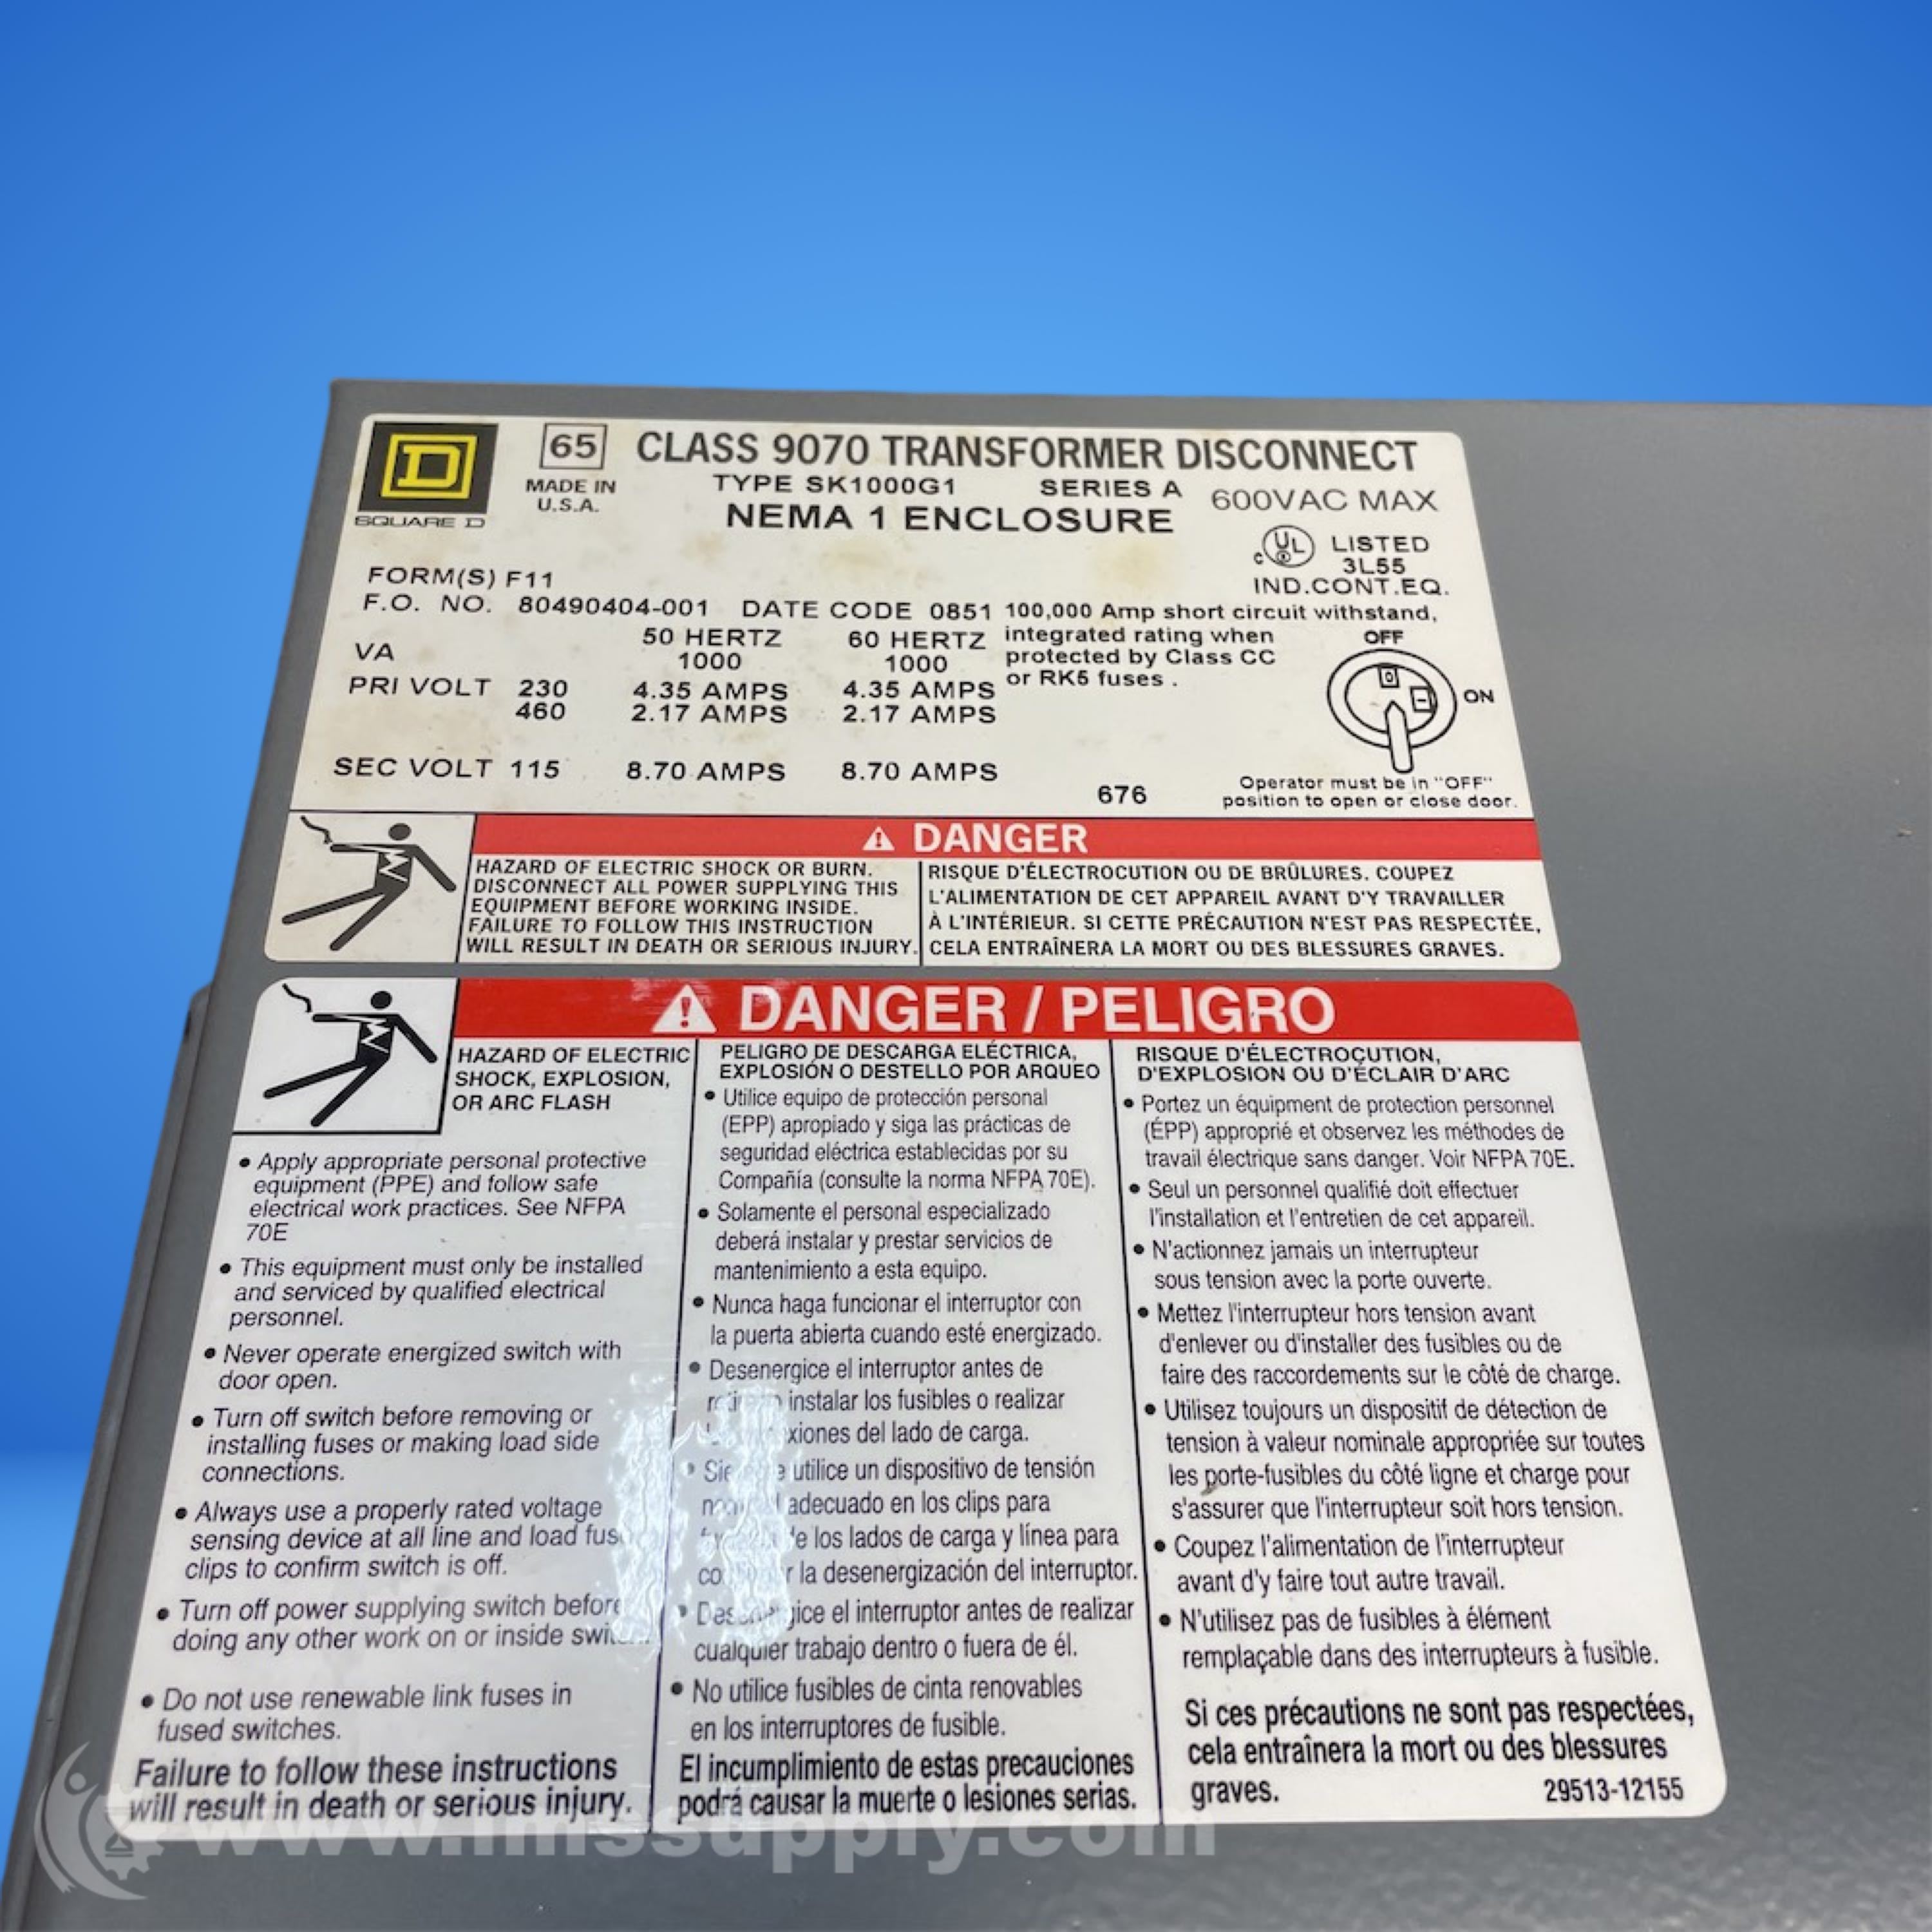 65 CLASS 9070 TRANSFORMER DISCONNECT
MADE IN
U.S.A.
TYPE SK1000G1 SERIES A 600VAC MAX
NEMA 1 ENCLOSURE
SQUARE D
UL LISTED
3L55
IND.CONT.EQ.
FORM(S) F11
F.O. NO. 80490404-001 DATE CODE 0851
100,000 Amp short circuit withstand,
integrated rating when
protected by Class CC
or RK5 fuses .
50 HERTZ 60 HERTZ
VA 1000 1000
PRI VOLT 230 4.35 AMPS 4.35 AMPS
460 2.17 AMPS 2.17 AMPS
SEC VOLT 115 8.70 AMPS 8.70 AMPS
676
OFF
ON
Operator must be in "OFF"
position to open or close door.
DANGER
HAZARD OF ELECTRIC SHOCK OR BURN.
DISCONNECT ALL POWER SUPPLYING THIS
EQUIPMENT BEFORE WORKING INSIDE.
FAILURE TO FOLLOW THIS INSTRUCTION
WILL RESULT IN DEATH OR SERIOUS INJURY.
RISQUE D'ÉLECTROCUTION OU DE BRÛLURES. COUPEZ
L'ALIMENTATION DE CET APPAREIL AVANT D'Y TRAVAILLER
À L'INTÉRIEUR. SI CETTE PRÉCAUTION N'EST PAS RESPECTÉE,
CELA ENTRAÎNERA LA MORT OU DES BLESSURES GRAVES.
DANGER / PELIGRO
HAZARD OF ELECTRIC
SHOCK, EXPLOSION,
OR ARC FLASH
• Apply appropriate personal protective
equipment (PPE) and follow safe
electrical work practices. See NFPA
70E
• This equipment must only be installed
and serviced by qualified electrical
personnel.
• Never operate energized switch with
door open.
• Turn off switch before removing or
installing fuses or making load side
connections.
• Always use a properly rated voltage
sensing device at all line and load
clips to confirm switch is off.
• Turn off power supplying switch before
doing any other work on or inside
• Do not use renewable link fuses in
fused switches.
Failure to follow these instructions
will result in death or serious injury.
PELIGRO DE DESCARGA ELÉCTRICA,
EXPLOSIÓN O DESTELLO POR ARQUEO
• Utilice equipo de protección personal
(EPP) apropiado y siga las prácticas de
seguridad eléctrica establecidas por su
Compañía (consulte la norma NFPA 70E).
• Solamente el personal especializado
deberá instalar y prestar servicios de
mantenimiento a esta equipo.
• Nunca haga funcionar el interruptor con
la puerta abierta cuando esté energizado.
• Desenergice el interruptor antes de
instalar los fusibles o realizar
del lado de carga.
utilice un dispositivo de tensión
adecuado en los clips para
los lados de carga y línea para
la desenergización del interruptor.
• Desenergice el interruptor antes de realizar
cualquier trabajo dentro o fuera de él.
• No utilice fusibles de cinta renovables
en los interruptores de fusible.
El incumplimiento de estas precauciones
podrá causar la muerte o lesiones serias.
RISQUE D'ÉLECTROCUTION,
D'EXPLOSION OU D'ÉCLAIR D'ARC
• Portez un équipment de protection personnel
(ÉPP) approprié et observez les méthodes de
travail électrique sans danger. Voir NFPA 70E.
• Seul un personnel qualifié doit effectuer
l'installation et l'entretien de cet appareil.
• N'actionnez jamais un interrupteur
sous tension avec la porte ouverte.
• Mettez l'interrupteur hors tension avant
d'enlever ou d'installer des fusibles ou de
faire des raccordements sur le côté de charge.
• Utilisez toujours un dispositif de détection de
tension à valeur nominale appropriée sur toutes
les porte-fusibles du côté ligne et charge pour
s'assurer que l'interrupteur soit hors tension.
• Coupez l'alimentation de l'interrupteur
avant d'y faire tout autre travail.
• N'utilisez pas de fusibles à élément
remplaçable dans des interrupteurs à fusible.
Si ces précautions ne sont pas respectées,
cela entraînera la mort ou des blessures
graves. 29513-12155
www.imssupply.com